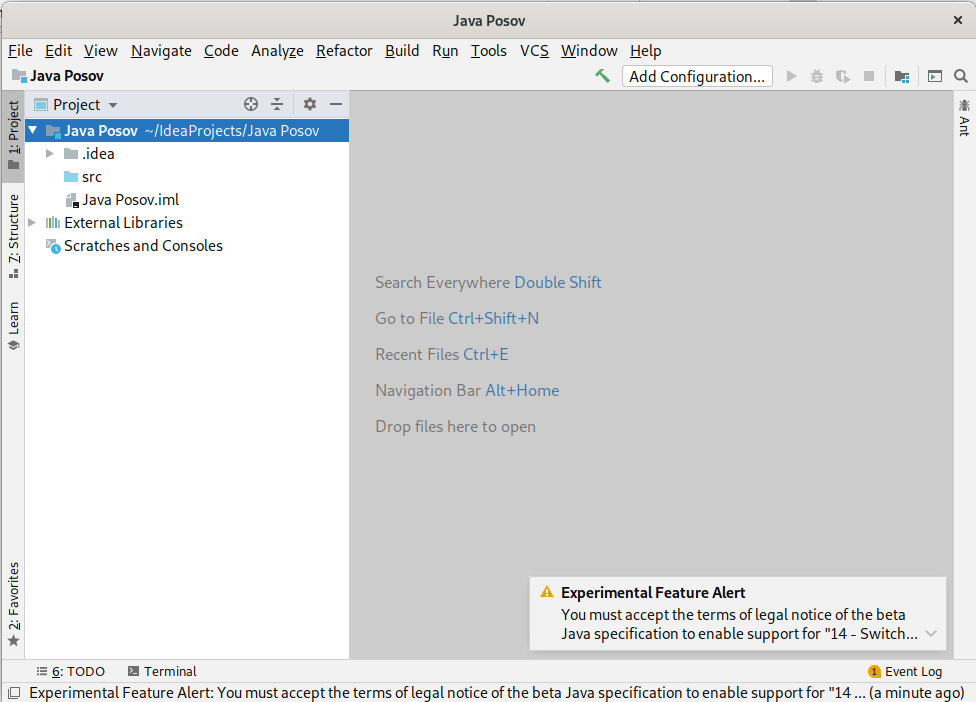 Java Posov
File Edit View Navigate Code Analyze Refactor Build Run Tools VCS Window Help
Java Posov Add Configuration...
1: Project
Project
Java Posov ~/IdeaProjects/Java Posov
.idea
src
Java Posov.iml
External Libraries
Scratches and Consoles
7: Structure
Learn
2: Favorites
Ant
Search Everywhere Double Shift
Go to File Ctrl+Shift+N
Recent Files Ctrl+E
Navigation Bar Alt+Home
Drop files here to open
Experimental Feature Alert
You must accept the terms of legal notice of the beta
Java specification to enable support for "14 - Switch...
6: TODO Terminal 1 Event Log
Experimental Feature Alert: You must accept the terms of legal notice of the beta Java specification to enable support for "14 ... (a minute ago)